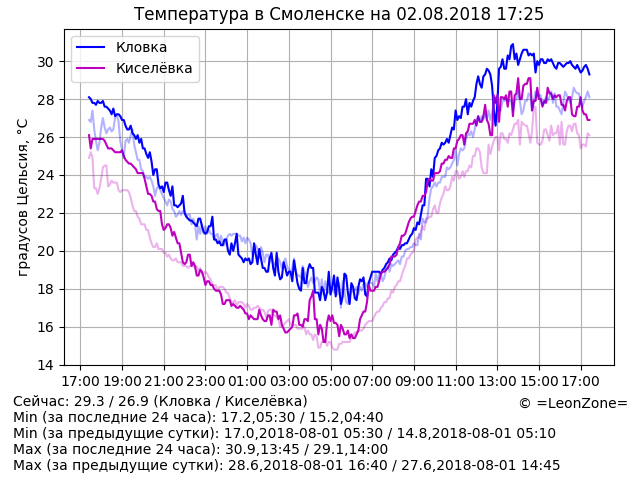 Температура в Смоленске на 02.08.2018 17:25
Кловка
Киселёвка
градусов Цельсия, °C
30
28
26
24
22
20
18
16
14
17:00 19:00 21:00 23:00 01:00 03:00 05:00 07:00 09:00 11:00 13:00 15:00 17:00
Сейчас: 29.3 / 26.9 (Кловка / Киселёвка)
© =LeonZone=
Min (за последние 24 часа): 17.2,05:30 / 15.2,04:40
Min (за предыдущие сутки): 17.0,2018-08-01 05:30 / 14.8,2018-08-01 05:10
Max (за последние 24 часа): 30.9,13:45 / 29.1,14:00
Max (за предыдущие сутки): 28.6,2018-08-01 16:40 / 27.6,2018-08-01 14:45